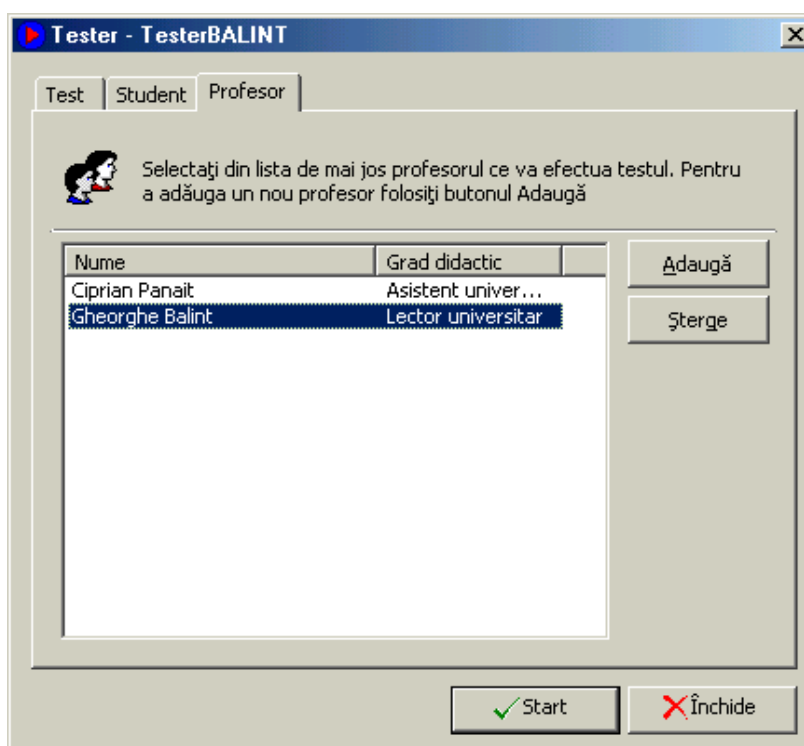 Tester - TesterBALINT
Test Student Profesor
Selectaţi din lista de mai jos profesorul ce va efectua testul. Pentru
a adăuga un nou profesor folosiţi butonul Adaugă
Nume Grad didactic
Adaugă
Ciprian Panait Asistent univer...
Gheorghe Balint Lector universitar
Şterge
Start Închide